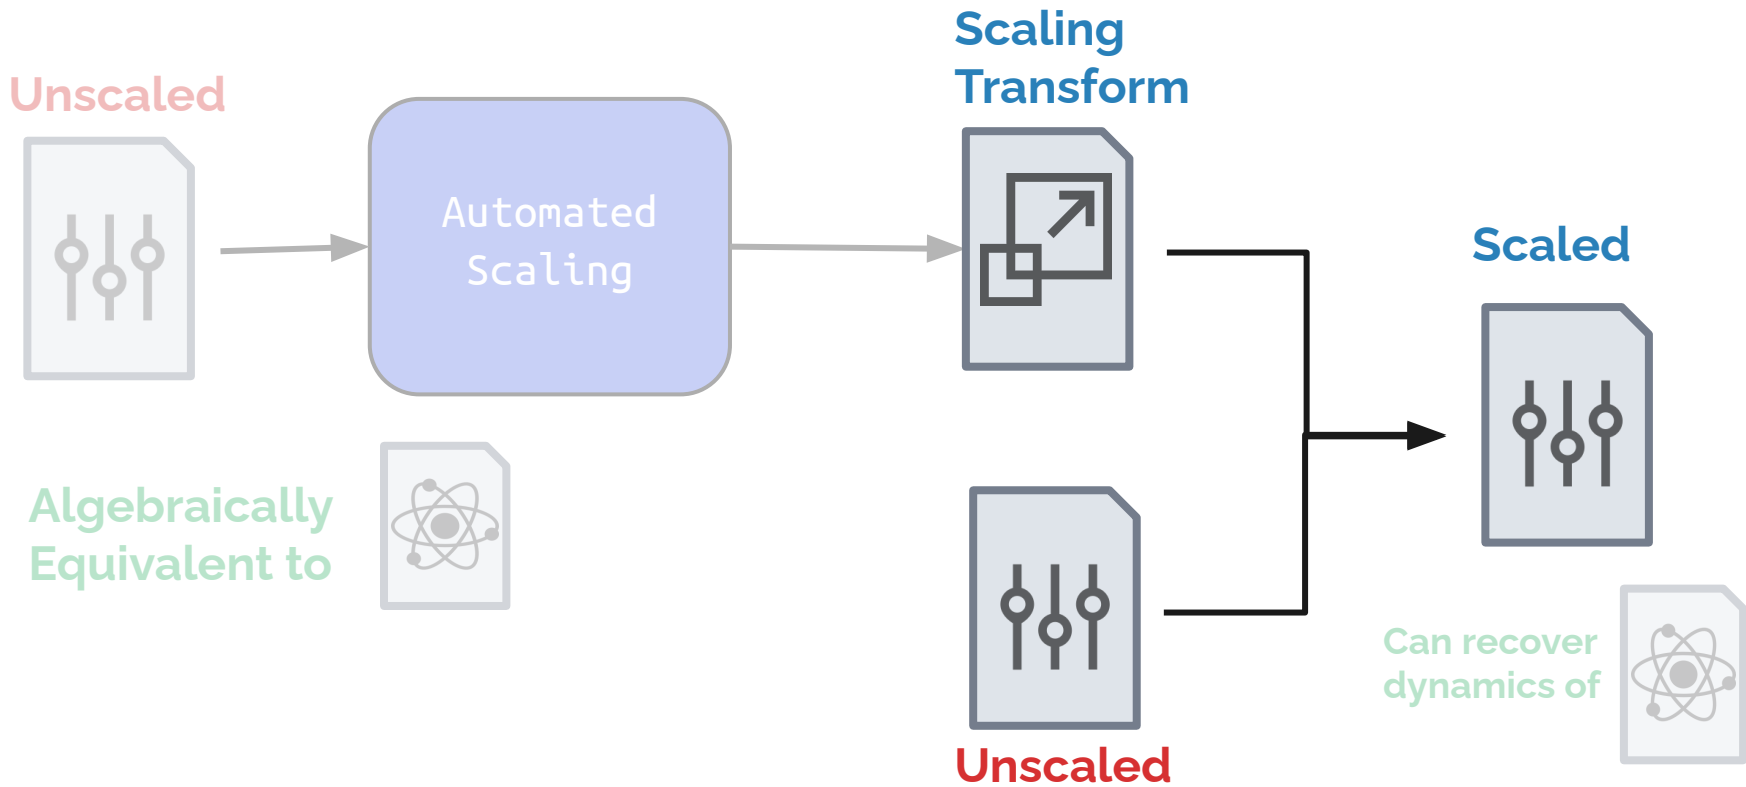 Unscaled
Automated
Scaling
Scaling
Transform
Scaled
Algebraically
Equivalent to
Unscaled
Can recover
dynamics of